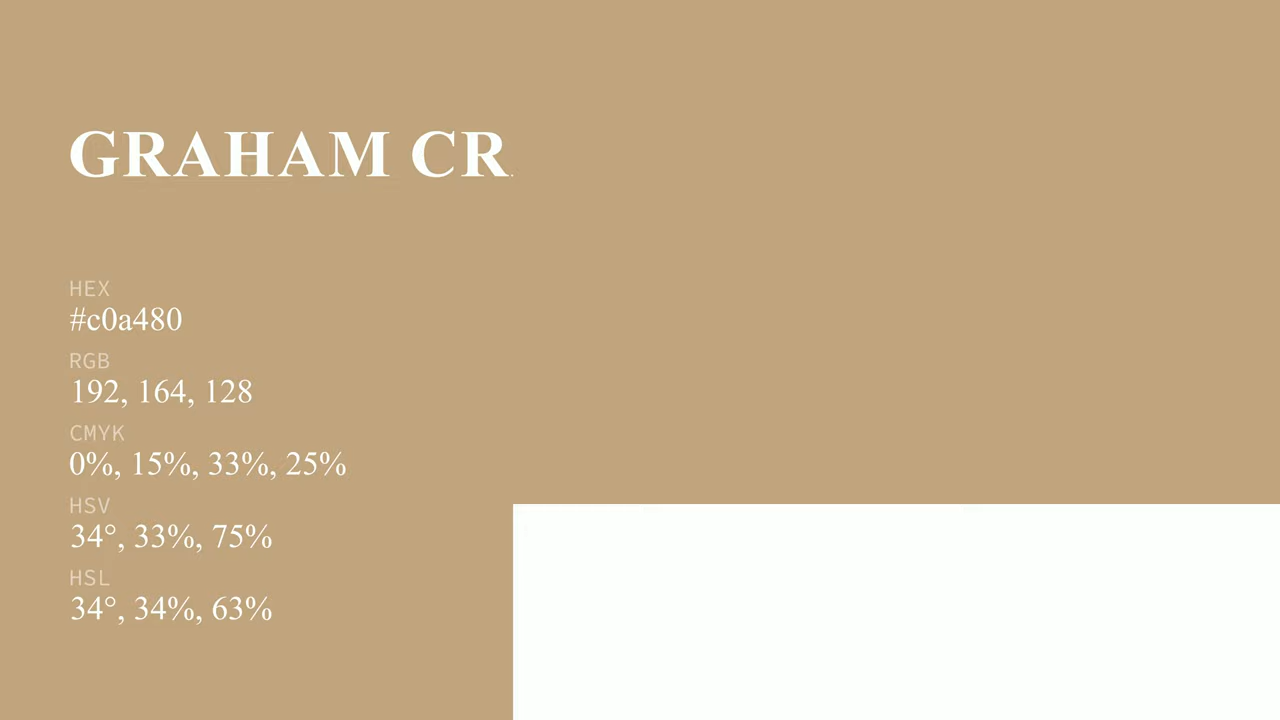 GRAHAM CR
HEX
#c0a480
RGB
192, 164, 128
CMYK
0%, 15%, 33%, 25%
HSV
34°, 33%, 75%
HSL
34°, 34%, 63%